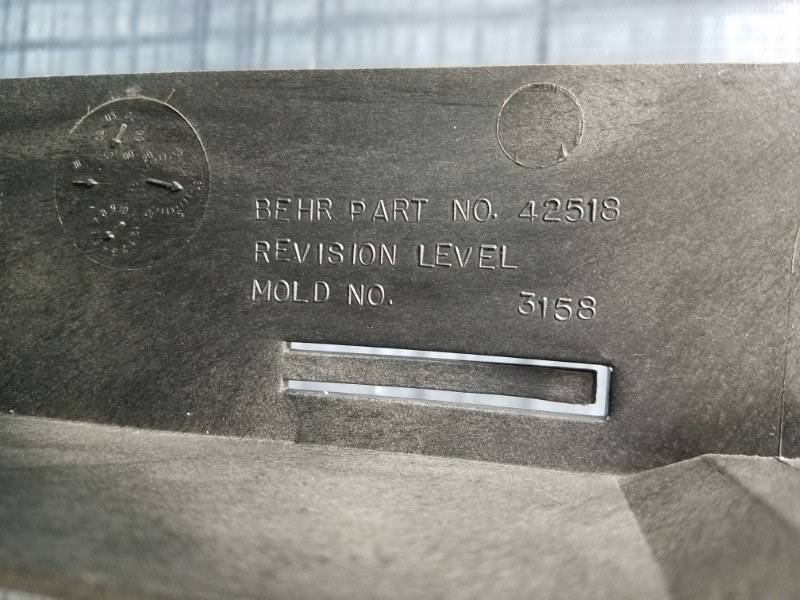 BEHR PART NO. 42518
REVISION LEVEL
MOLD NO. 3158